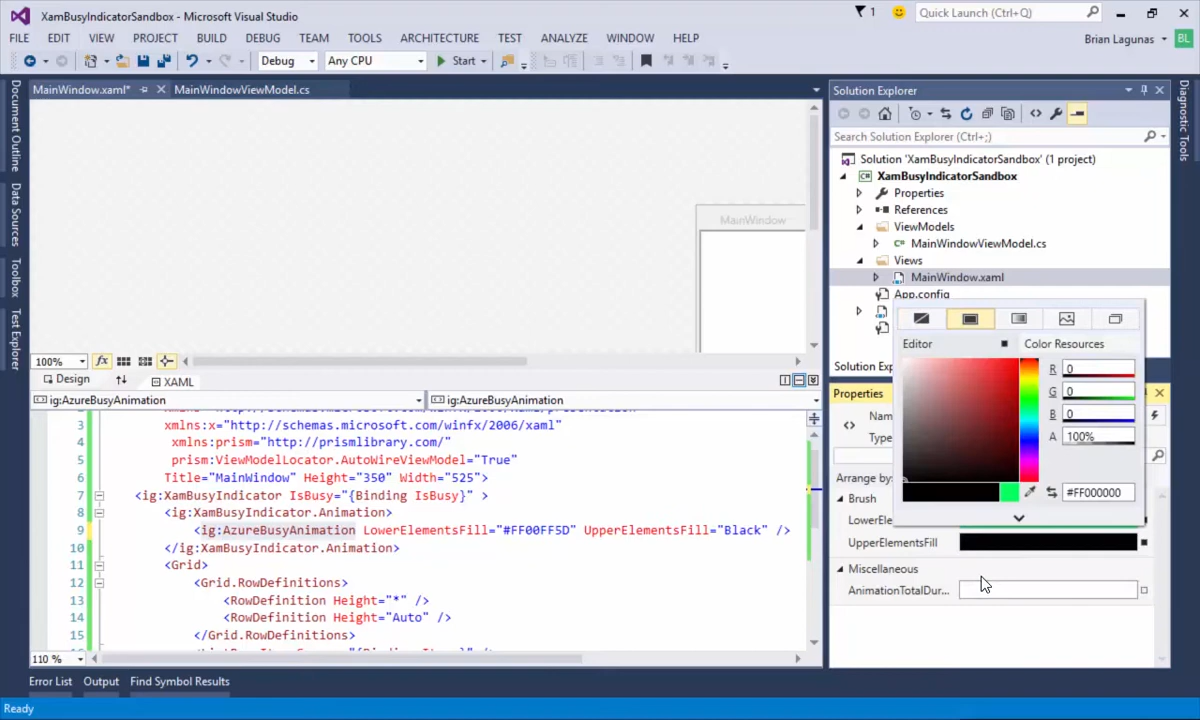 XamBusyIndicatorSandbox - Microsoft Visual Studio
1
Quick Launch (Ctrl+Q)
FILE EDIT VIEW PROJECT BUILD DEBUG TEAM TOOLS ARCHITECTURE TEST ANALYZE WINDOW HELP
Brian Lagunas BL
Debug Any CPU Start
MainWindow.xaml* MainWindowViewModel.cs
Document Outline
Data Sources
Toolbox
Test Explorer
MainWindow
100% fx
Design XAML
ig:AzureBusyAnimation ig:AzureBusyAnimation
3 xmlns:x="http://schemas.microsoft.com/winfx/2006/xaml"
4 xmlns:prism="http://prismlibrary.com/"
5 prism:ViewModelLocator.AutoWireViewModel="True"
6 Title="MainWindow" Height="350" Width="525">
7 <ig:XamBusyIndicator IsBusy="{Binding IsBusy}" >
8 <ig:XamBusyIndicator.Animation>
9 <ig:AzureBusyAnimation LowerElementsFill="#FF00FF5D" UpperElementsFill="Black" />
10 </ig:XamBusyIndicator.Animation>
11 <Grid>
12 <Grid.RowDefinitions>
13 <RowDefinition Height="*" />
14 <RowDefinition Height="Auto" />
15 </Grid.RowDefinitions>
110 %
Error List Output Find Symbol Results
Ready
Solution Explorer
Search Solution Explorer (Ctrl+;)
Solution 'XamBusyIndicatorSandbox' (1 project)
XamBusyIndicatorSandbox
Properties
References
ViewModels
MainWindowViewModel.cs
Views
MainWindow.xaml
App.config
Solution Exp
Properties
Nam
Type
Arrange by:
Brush
LowerEle
UpperElementsFill
Miscellaneous
AnimationTotalDur...
Editor Color Resources
R 0
G 0
B 0
A 100%
#FF000000
Diagnostic Tools